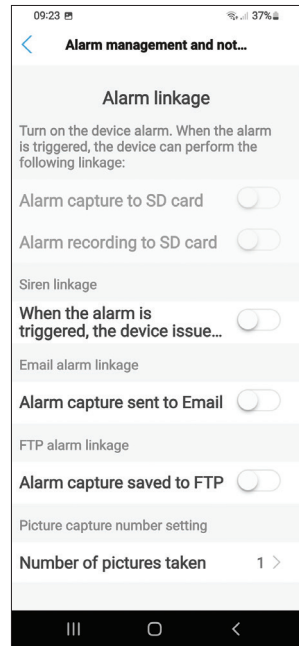 09:23 37%
Alarm management and not...
Alarm linkage
Turn on the device alarm. When the alarm
is triggered, the device can perform the
following linkage:
Alarm capture to SD card
Alarm recording to SD card
Siren linkage
When the alarm is
triggered, the device issue...
Email alarm linkage
Alarm capture sent to Email
FTP alarm linkage
Alarm capture saved to FTP
Picture capture number setting
Number of pictures taken 1